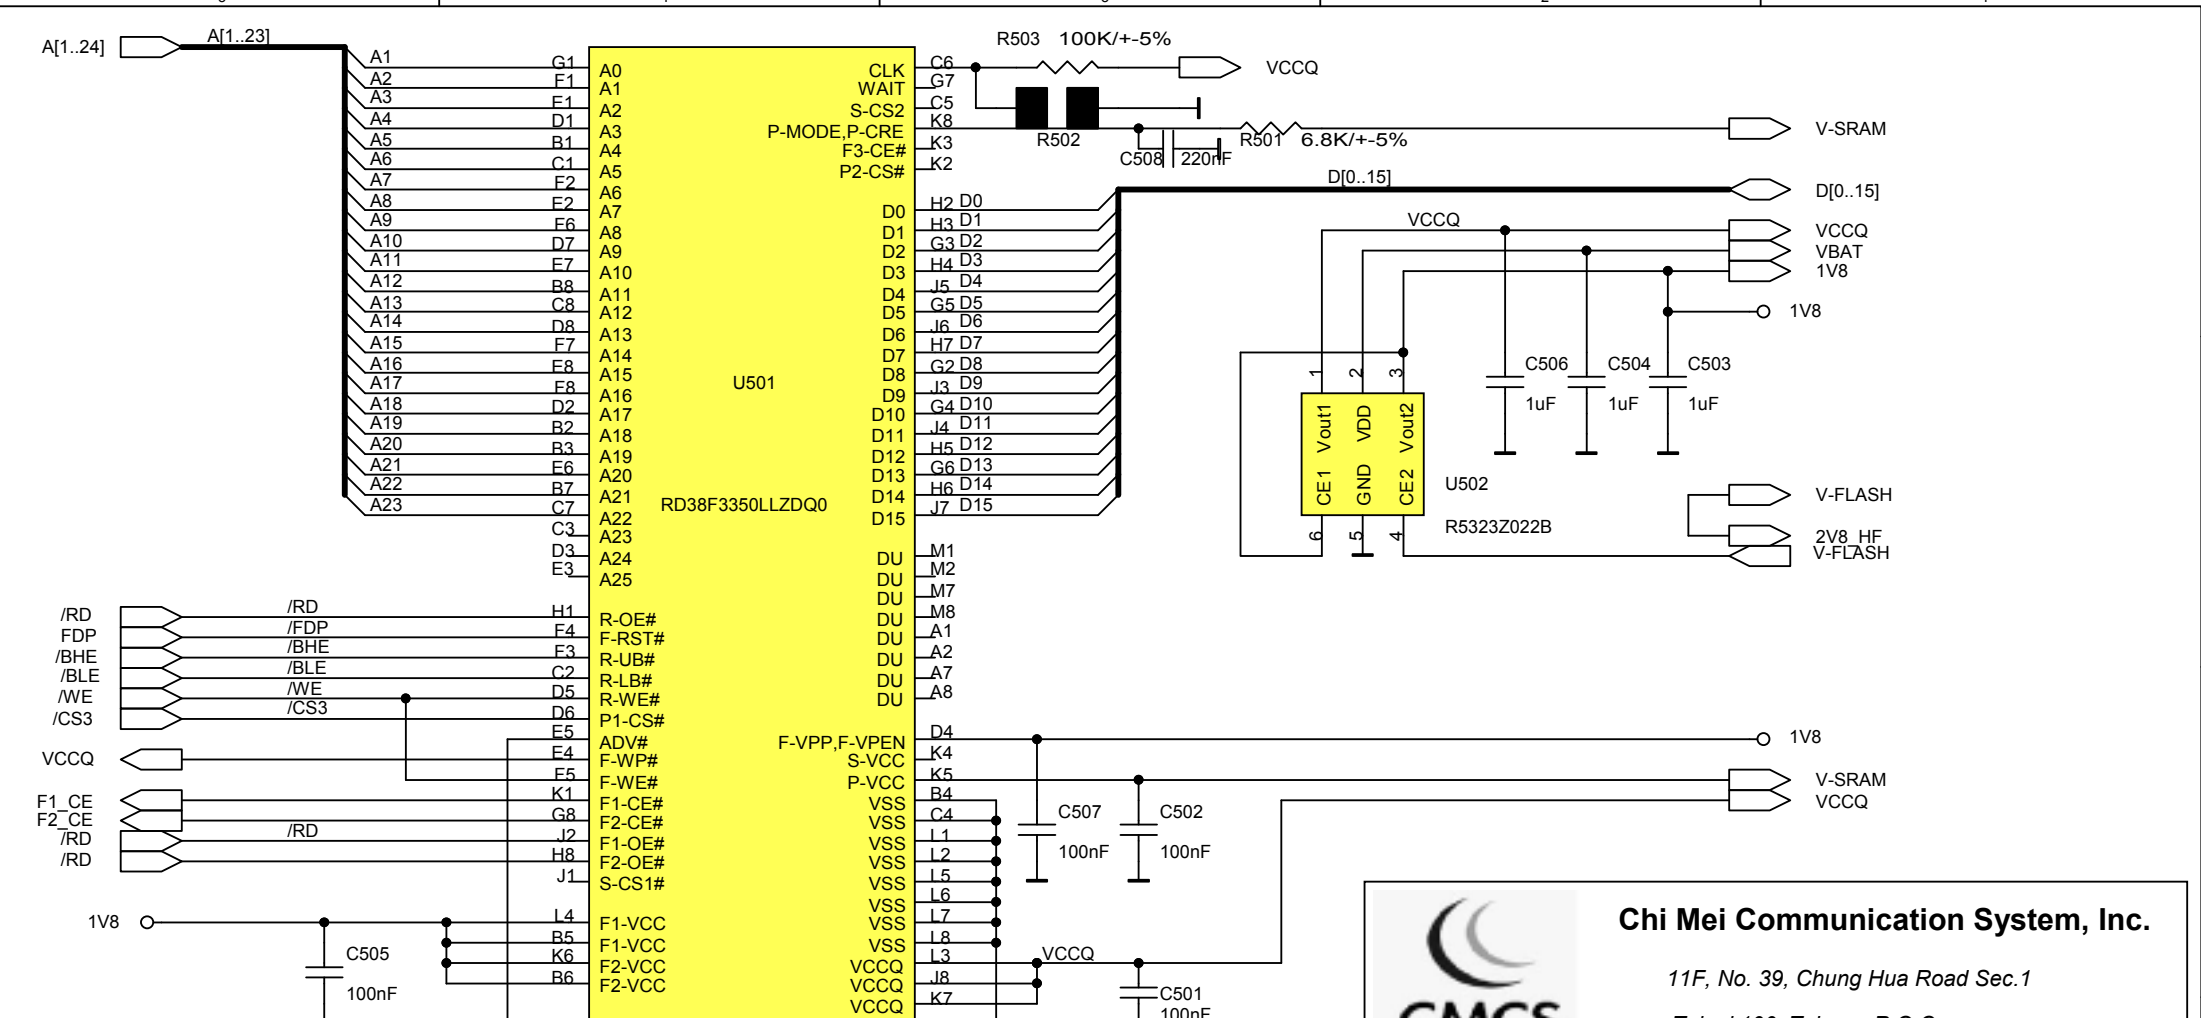 A[1..24]
A[1..23]
A1 G1 A0
A2 F1 A1
A3 E1 A2
A4 D1 A3
A5 B1 A4
A6 C1 A5
A7 F2 A6
A8 E2 A7
A9 F6 A8
A10 D7 A9
A11 E7 A10
A12 B8 A11
A13 C8 A12
A14 D8 A13
A15 F7 A14
A16 E8 A15
A17 F8 A16
A18 D2 A17
A19 B2 A18
A20 B3 A19
A21 E6 A20
A22 B7 A21
A23 C7 A22
C3 A23
D3 A24
E3 A25
/RD /RD H1 R-OE#
FDP /FDP F4 F-RST#
/BHE /BHE F3 R-UB#
/BLE /BLE C2 R-LB#
/WE /WE D5 R-WE#
/CS3 /CS3 D6 P1-CS#
E5 ADV#
VCCQ E4 F-WP#
F5 F-WE#
F1_CE K1 F1-CE#
F2_CE G8 F2-CE#
/RD /RD J2 F1-OE#
/RD H8 F2-OE#
J1 S-CS1#
1V8 L4 F1-VCC
B5 F1-VCC
K6 F2-VCC
B6 F2-VCC
C505
100nF
U501
RD38F3350LLZDQ0
CLK C6
WAIT G7
S-CS2 C5
P-MODE,P-CRE K8
F3-CE# K3
P2-CS# K2
D0 H2 D0
D1 H3 D1
D2 G3 D2
D3 H4 D3
D4 J5 D4
D5 G5 D5
D6 J6 D6
D7 H7 D7
D8 G2 D8
D9 J3 D9
D10 G4 D10
D11 J4 D11
D12 H5 D12
D13 G6 D13
D14 H6 D14
D15 J7 D15
DU M1
DU M2
DU M7
DU M8
DU A1
DU A2
DU A7
DU A8
F-VPP,F-VPEN D4
S-VCC K4
P-VCC K5
VSS B4
VSS C4
VSS L1
VSS L2
VSS L5
VSS L6
VSS L7
VSS L8
VCCQ L3
VCCQ J8
VCCQ K7
R503 100K/+-5%
VCCQ
R502
C508 220nF
R501 6.8K/+-5%
V-SRAM
D[0..15]
D[0..15]
VCCQ
VCCQ
VBAT
1V8
1V8
C506
1uF
C504
1uF
C503
1uF
1 2 3
Vout1 VDD Vout2
CE1 GND CE2
6 5 4
U502
R5323Z022B
V-FLASH
2V8_HF
V-FLASH
1V8
V-SRAM
VCCQ
C507
100nF
C502
100nF
VCCQ
C501
100nF
Chi Mei Communication System, Inc.
11F, No. 39, Chung Hua Road Sec.1
CMCS